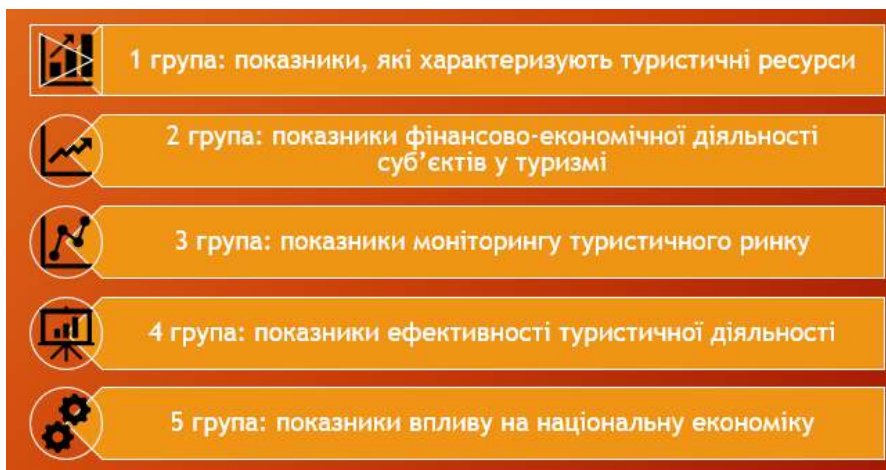 1 група: показники, які характеризують туристичні ресурси
2 група: показники фінансово-економічної діяльності
суб’єктів у туризмі
3 група: показники моніторингу туристичного ринку
4 група: показники ефективності туристичної діяльності
5 група: показники впливу на національну економіку